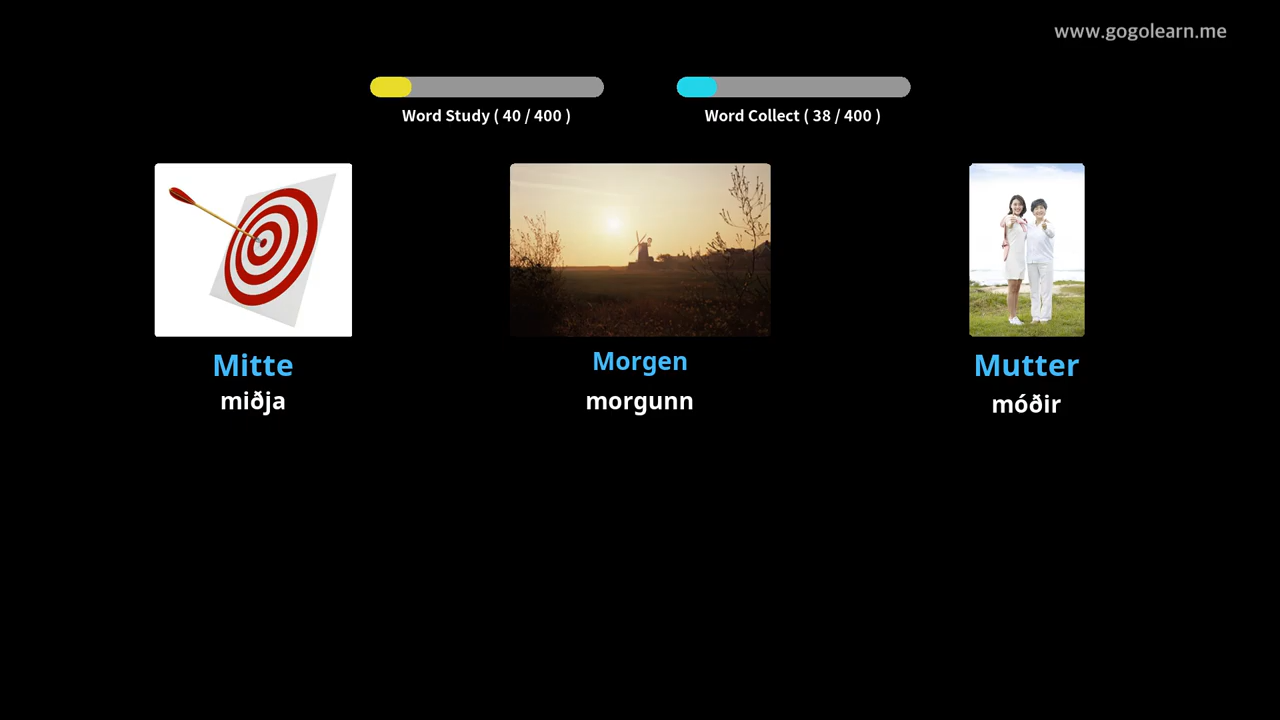 www.gogolearn.me
Word Study ( 40 / 400 )
Word Collect ( 38 / 400 )
Mitte
miðja
Morgen
morgunn
Mutter
móðir